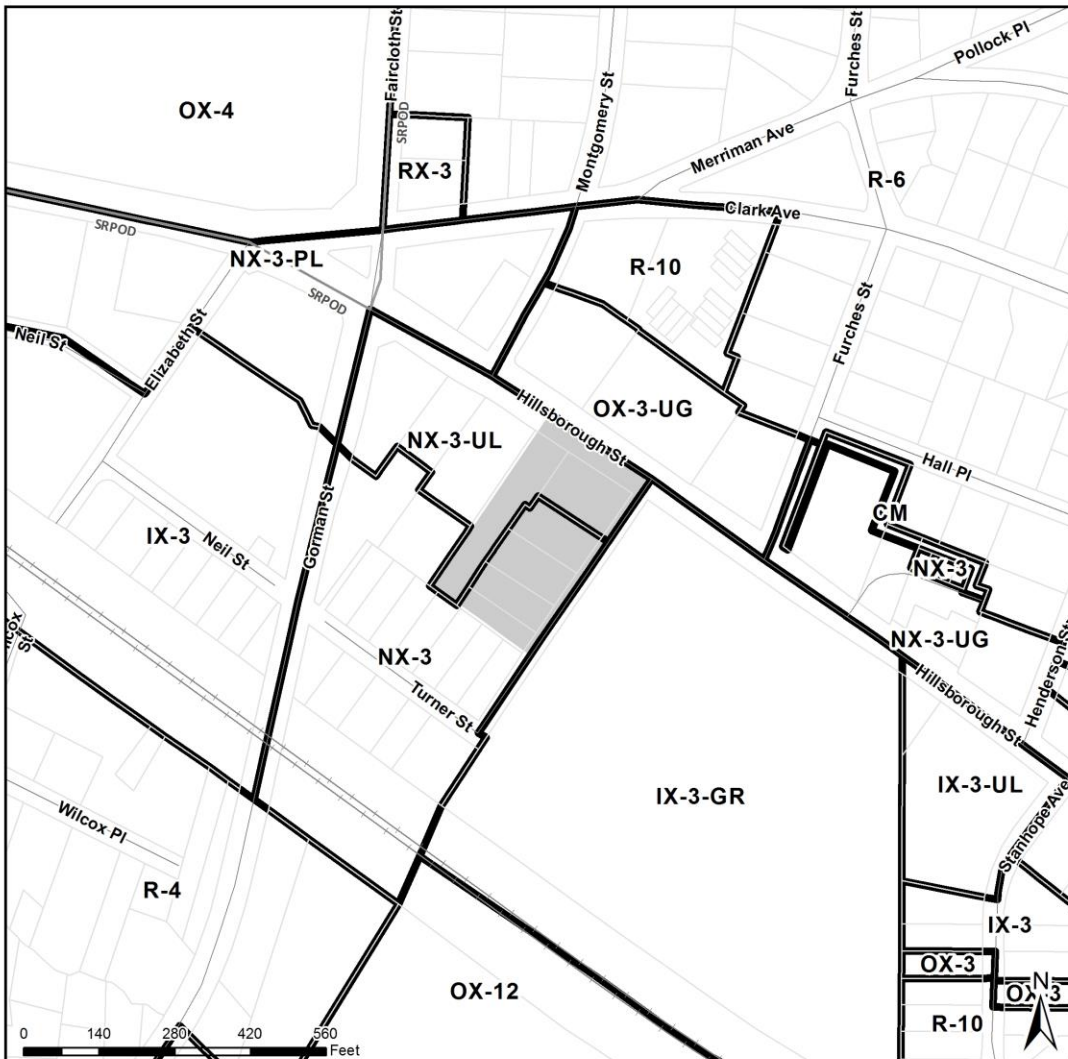 Faircloth St
SRPOD
Furches St
Pollock Pl
OX-4
Montgomery St
Merriman Ave
RX-3
R-6
Clark Ave
SRPOD
NX-3-PL
R-10
SRPOD
Furches St
Neil St
Elizabeth St
Hillsborough St
OX-3-UG
NX-3-UL
Hall Pl
CM
Gorman St
IX-3
Neil St
NX-3
NX-3-UG
Henderson St
NX-3
Turner St
Hillsborough St
IX-3-GR
IX-3-UL
Stanhope Ave
Wilcox Pl
R-4
IX-3
OX-3
N
OX-3
OX-12
R-10
0 140 280 420 560
Feet